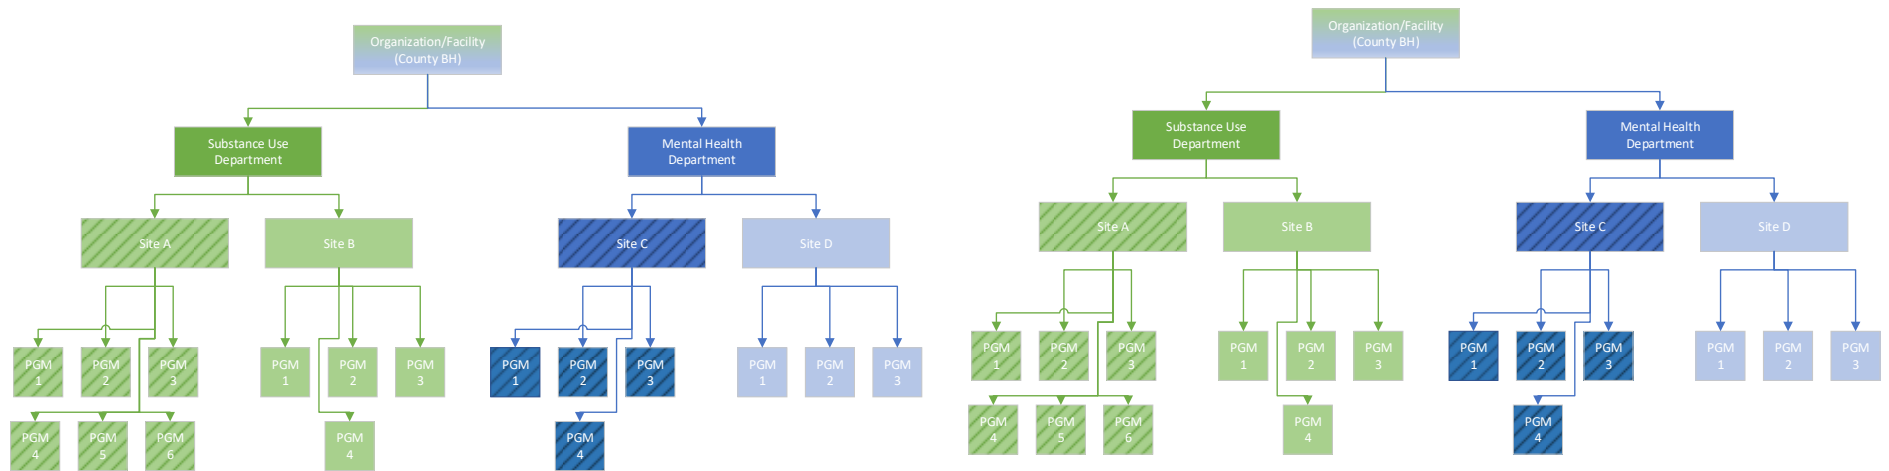 Organization/Facility
(County BH)
Substance Use
Department
Mental Health
Department
Site A
Site B
Site C
Site D
PGM
1
PGM
2
PGM
3
PGM
1
PGM
2
PGM
3
PGM
1
PGM
2
PGM
3
PGM
1
PGM
2
PGM
3
PGM
4
PGM
5
PGM
6
PGM
4
PGM
4
Organization/Facility
(County BH)
Substance Use
Department
Mental Health
Department
Site A
Site B
Site C
Site D
PGM
1
PGM
2
PGM
3
PGM
1
PGM
2
PGM
3
PGM
1
PGM
2
PGM
3
PGM
1
PGM
2
PGM
3
PGM
4
PGM
5
PGM
6
PGM
4
PGM
4